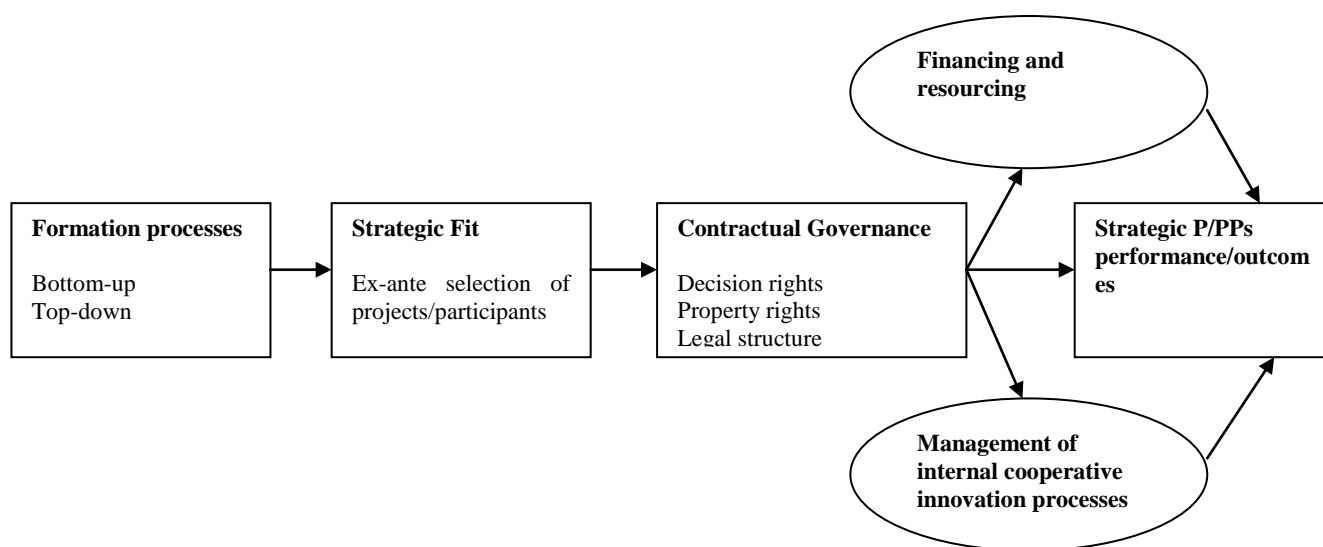 Financing and
resourcing
Formation processes
Bottom-up
Top-down
Strategic Fit
Ex-ante selection of
projects/participants
Contractual Governance
Decision rights
Property rights
Legal structure
Strategic P/PPs
performance/outcom
es
Management of
internal cooperative
innovation processes